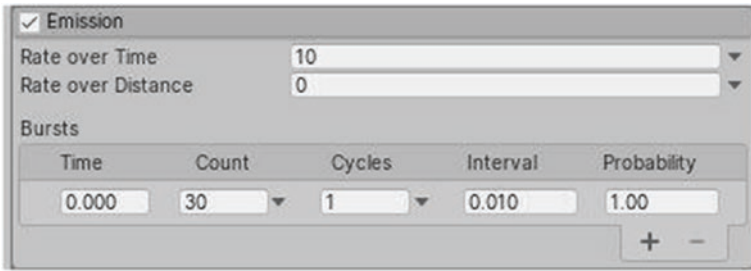 Emission
Rate over Time 10
Rate over Distance 0
Bursts
Time Count Cycles Interval Probability
0.000 30 1 0.010 1.00
+ −